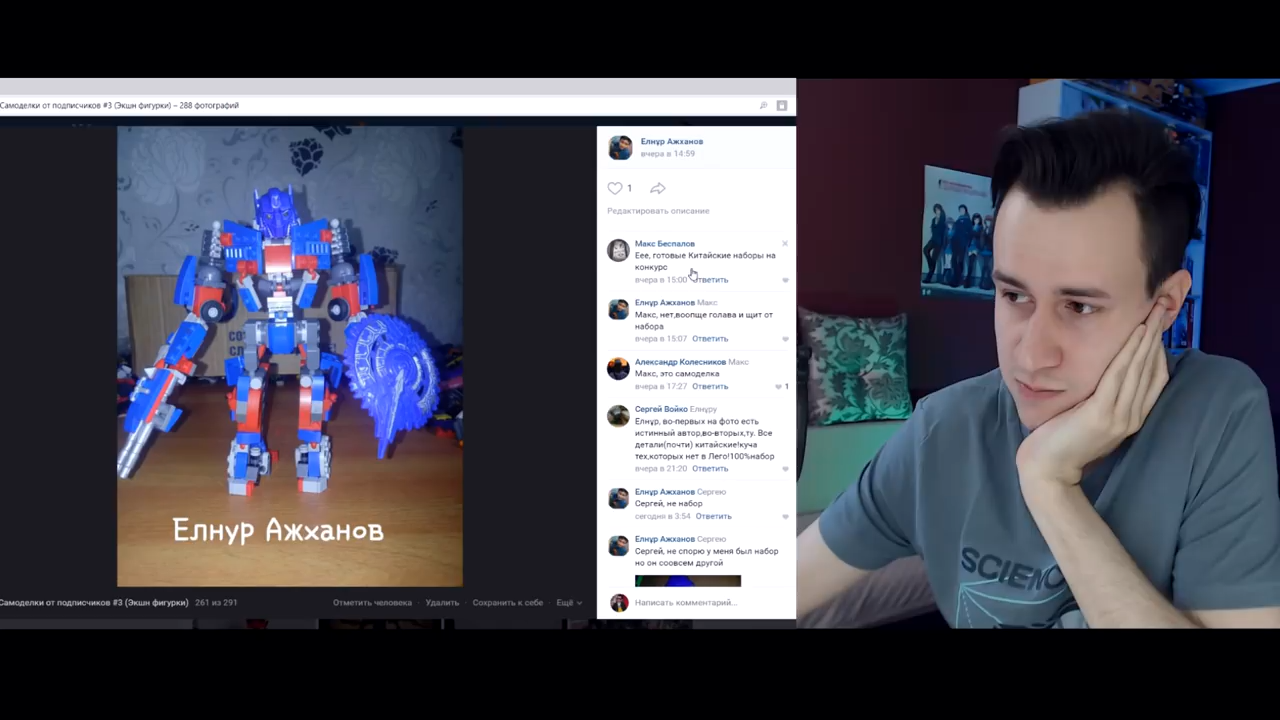 Самоделки от подписчиков #3 (Экшн фигурки) – 288 фотографий
Елнұр Ажханов
вчера в 14:59
1
Редактировать описание
Макс Беспалов
Еее, готовые Китайские наборы на
конкурс
вчера в 15:00 Ответить
Елнұр Ажханов Макс
Макс, нет,воопще голава и щит от
набора
вчера в 15:07 Ответить
Александр Колесников Макс
Макс, это самоделка
вчера в 17:27 Ответить 1
Сергей Войко Елнұру
Елнұр, во-первых на фото есть
истинный автор,во-вторых,ту. Все
детали(почти) китайские!куча
тех,которых нет в Лего!100%набор
вчера в 21:20 Ответить
Елнұр Ажханов Сергею
Сергей, не набор
сегодня в 3:54 Ответить
Елнұр Ажханов Сергею
Сергей, не спорю у меня был набор
но он соовсем другой
Написать комментарий...
Елнур Ажханов
Самоделки от подписчиков #3 (Экшн фигурки) 261 из 291
Отметить человека · Удалить · Сохранить к себе · Ещё
SCIENC